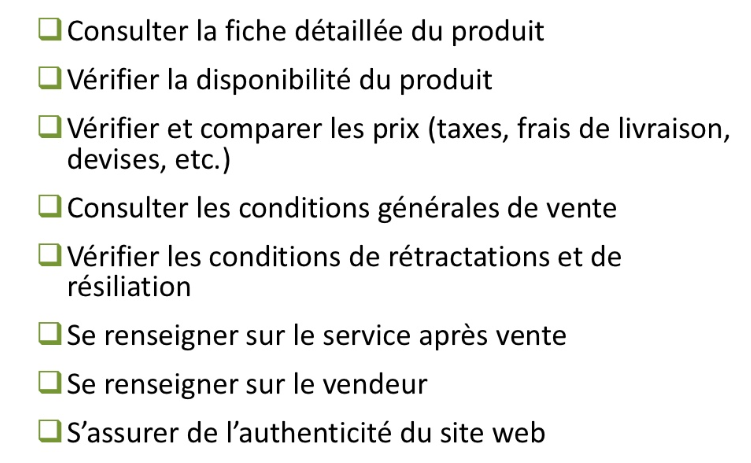 Consulter la fiche détaillée du produit
Vérifier la disponibilité du produit
Vérifier et comparer les prix (taxes, frais de livraison,
devises, etc.)
Consulter les conditions générales de vente
Vérifier les conditions de rétractations et de
résiliation
Se renseigner sur le service après vente
Se renseigner sur le vendeur
S’assurer de l’authenticité du site web